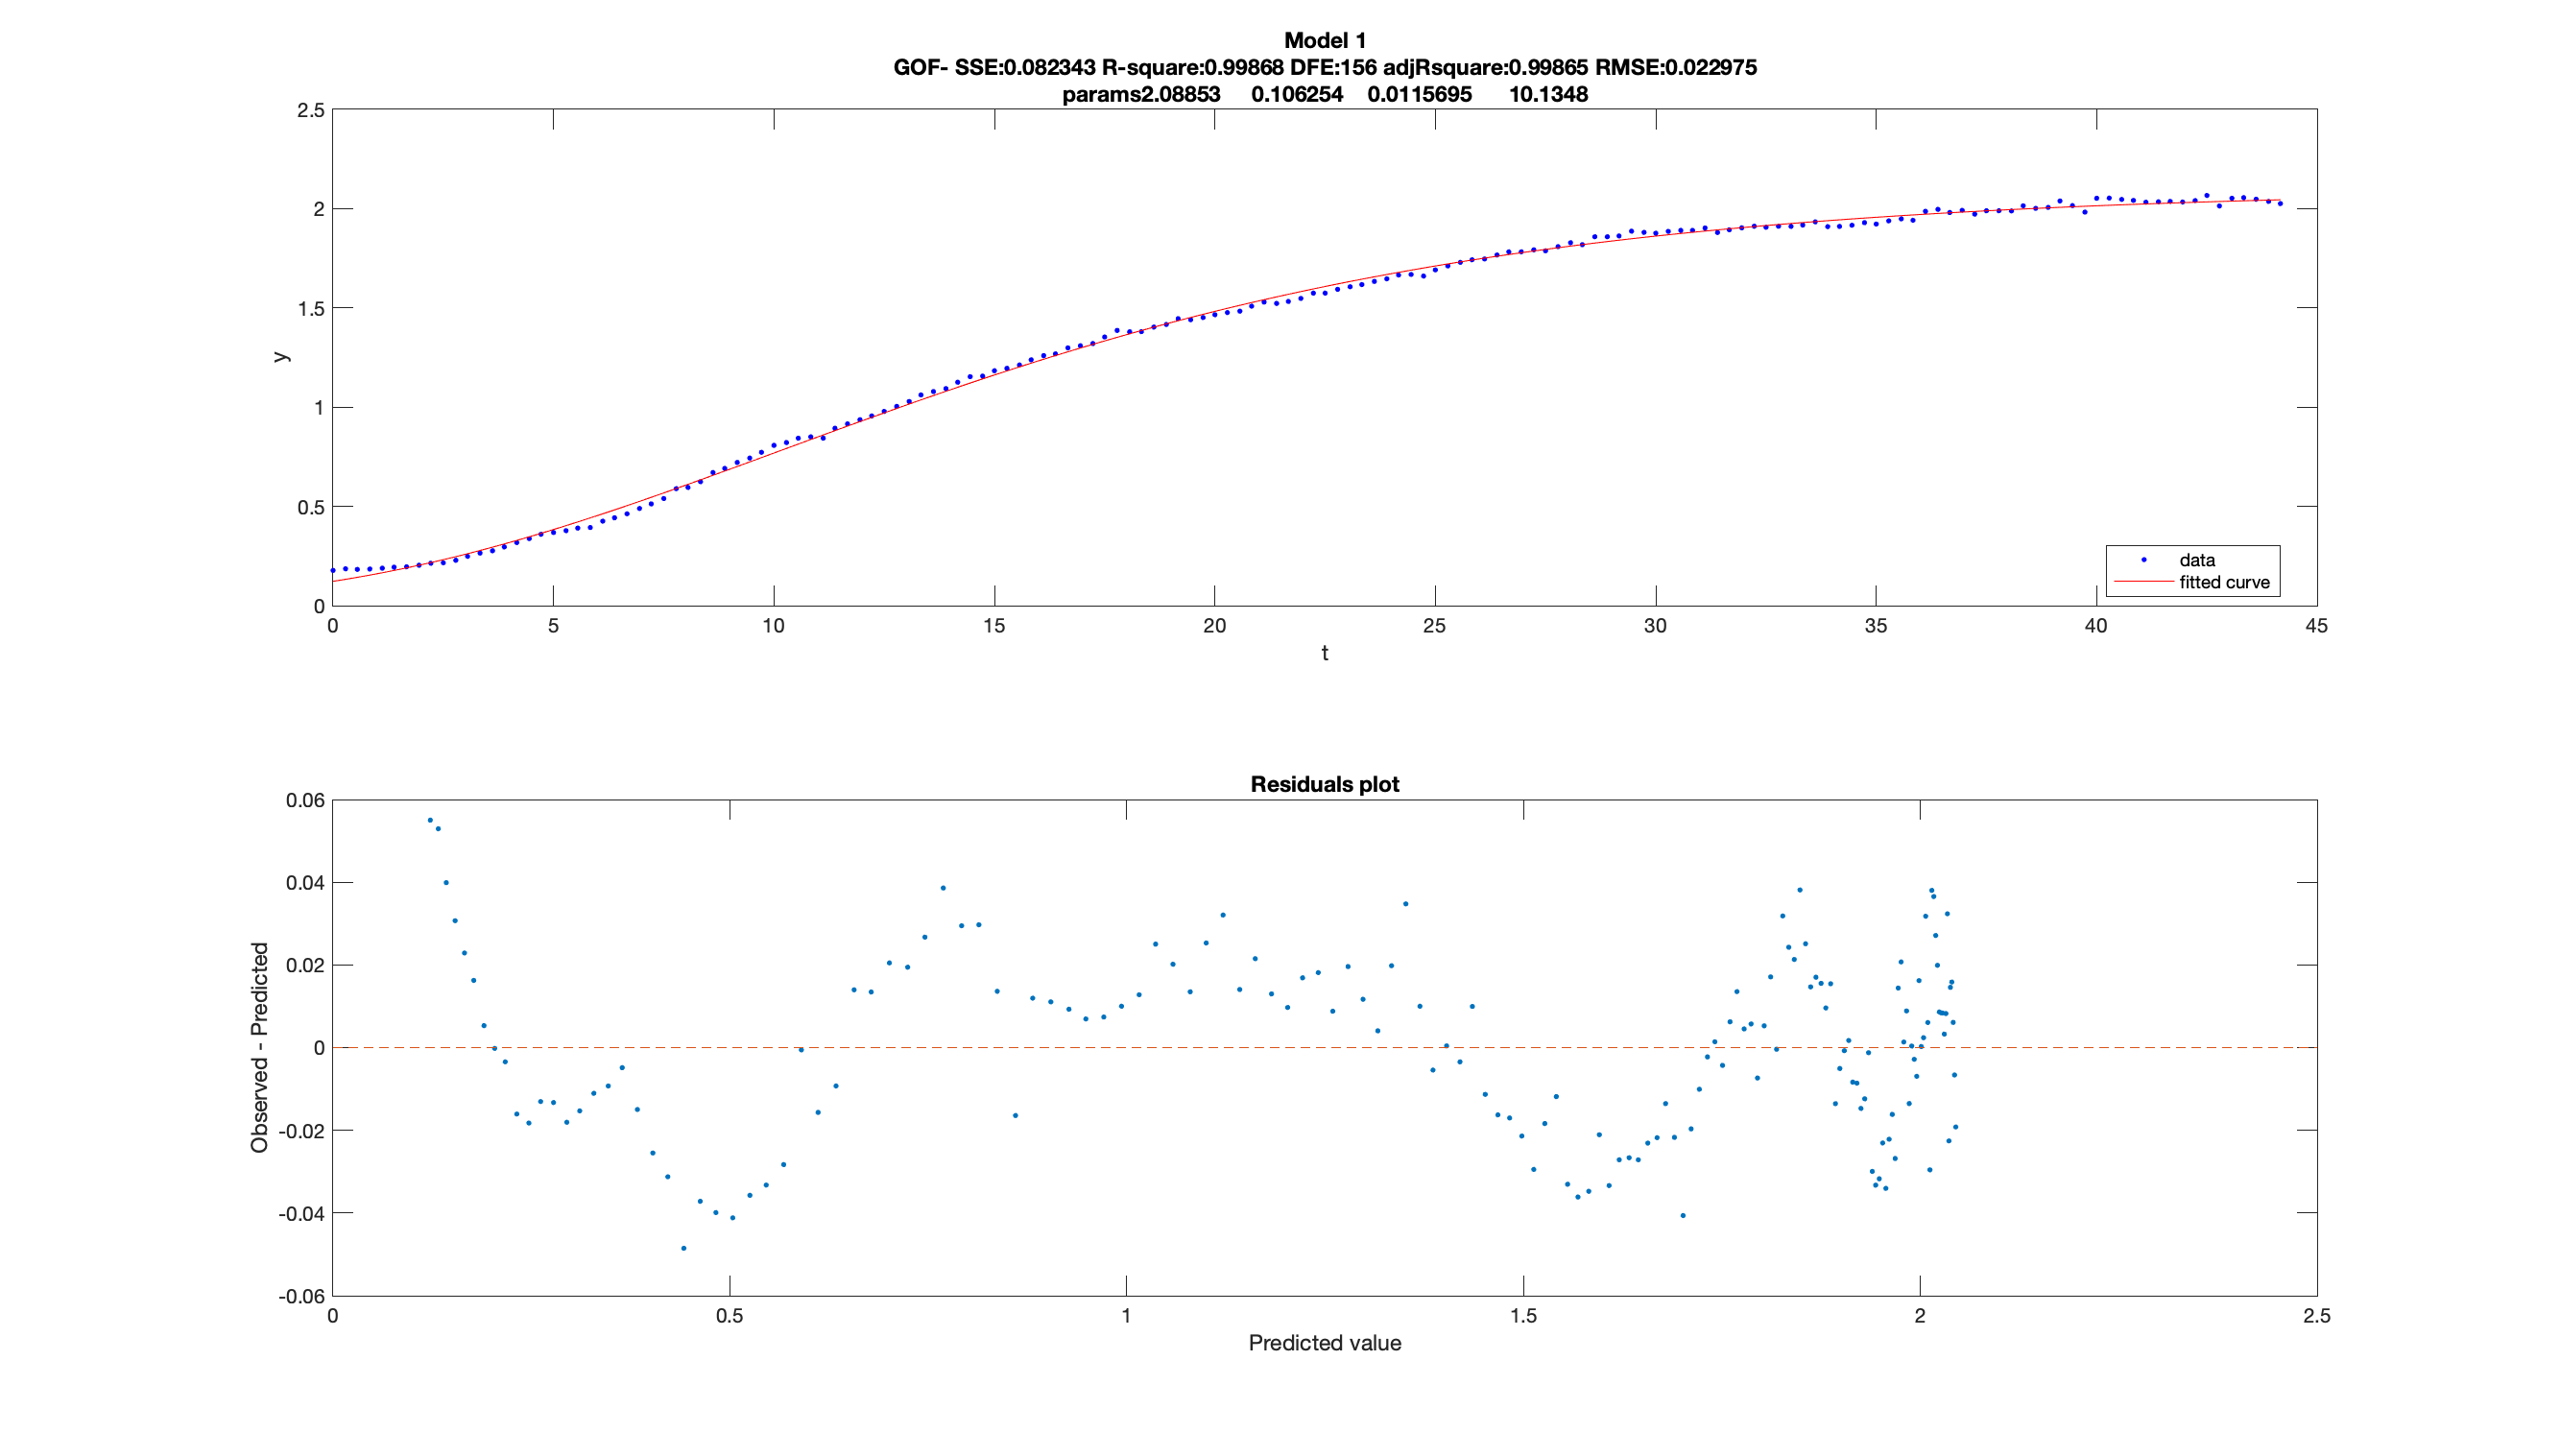 Model 1
GOF- SSE:0.082343 R-square:0.99868 DFE:156 adjRsquare:0.99865 RMSE:0.022975
params2.08853 0.106254 0.0115695 10.1348
2.5
2
1.5
1
0.5
0
y
data
fitted curve
0 5 10 15 20 25 30 35 40 45
t
Residuals plot
0.06
0.04
0.02
0
-0.02
-0.04
-0.06
Observed - Predicted
0 0.5 1 1.5 2 2.5
Predicted value